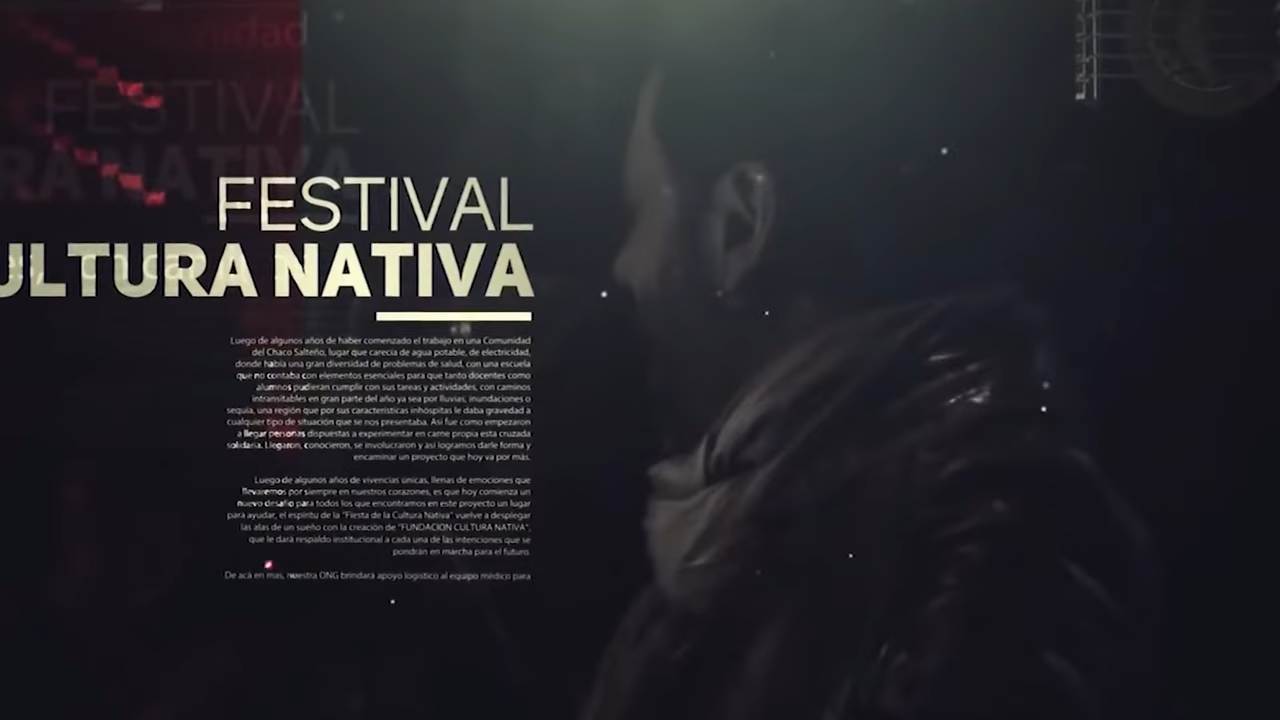 nidad
FESTIVAL
RA NATIVA
FESTIVAL
ULTURA NATIVA
Luego de algunos años de haber comenzado el trabajo en una Comunidad
del Chaco Salteño, lugar que carecía de agua potable, de electricidad,
donde había una gran diversidad de problemas de salud, con una escuela
que no contaba con elementos esenciales para que tanto docentes como
alumnos pudieran cumplir con sus tareas y actividades, con caminos
intransitables en gran parte del año ya sea por lluvias, inundaciones o
sequía, una región que por sus características inhóspitas le daba gravedad a
cualquier tipo de situación que se nos presentaba. Así fue como empezaron
a llegar personas dispuestas a experimentar en carne propia esta cruzada
solidaria. Llegaron, conocieron, se involucraron y así logramos darle forma y
encaminar un proyecto que hoy va por más.
Luego de algunos años de vivencias únicas, llenas de emociones que
llevaremos por siempre en nuestros corazones, es que hoy comienza un
nuevo desafío para todos los que encontramos en este proyecto un lugar
para ayudar, el espíritu de la "Fiesta de la Cultura Nativa" vuelve a desplegar
las alas de un sueño con la creación de "FUNDACION CULTURA NATIVA",
que le dará respaldo institucional a cada una de las intenciones que se
pondrán en marcha para el futuro.
De acá en mas, nuestra ONG brindará apoyo logístico al equipo médico para